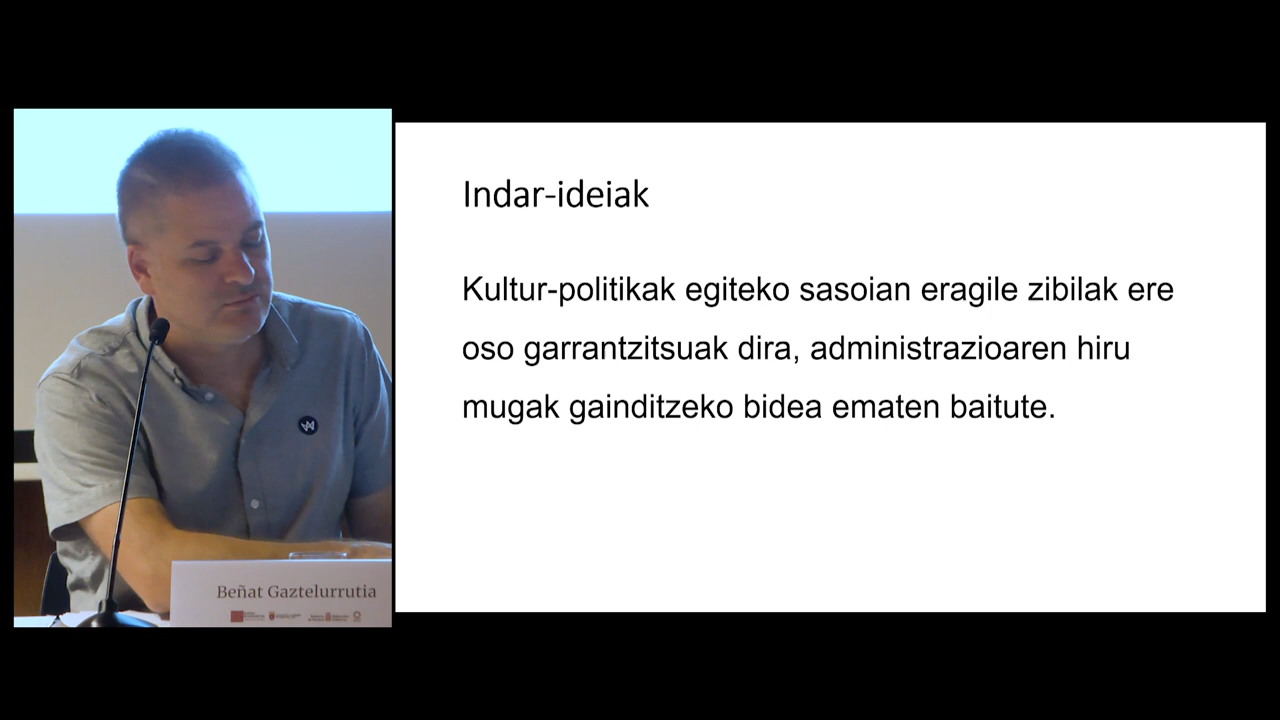 Indar-ideiak
Kultur-politikak egiteko sasoian eragile zibilak ere
oso garrantzitsuak dira, administrazioaren hiru
mugak gainditzeko bidea ematen baitute.
Beñat Gaztelurrutia